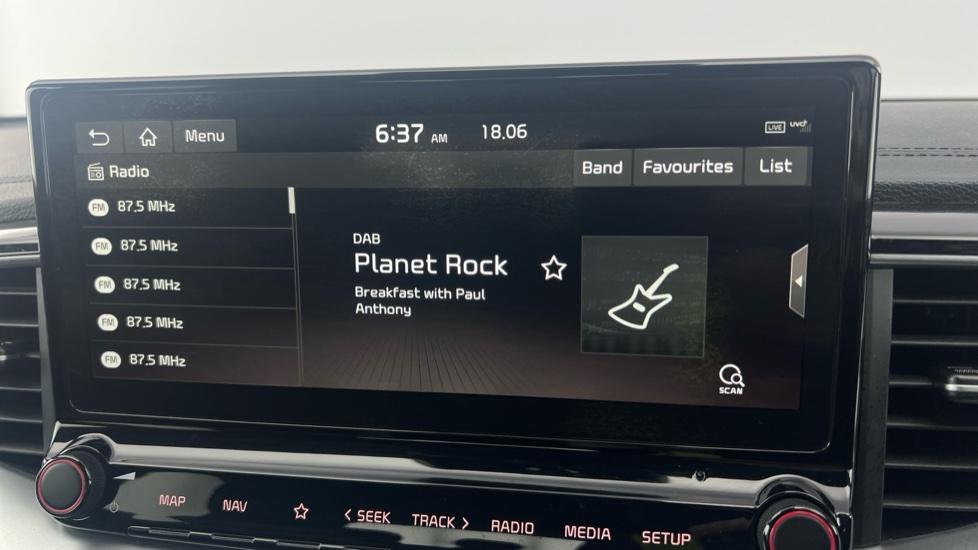 Menu
6:37 AM
18.06
LIVE
UVO
Radio
Band
Favourites
List
FM 87.5 MHz
FM 87.5 MHz
FM 87.5 MHz
FM 87.5 MHz
FM 87.5 MHz
DAB
Planet Rock
Breakfast with Paul
Anthony
SCAN
MAP
NAV
< SEEK
TRACK >
RADIO
MEDIA
SETUP